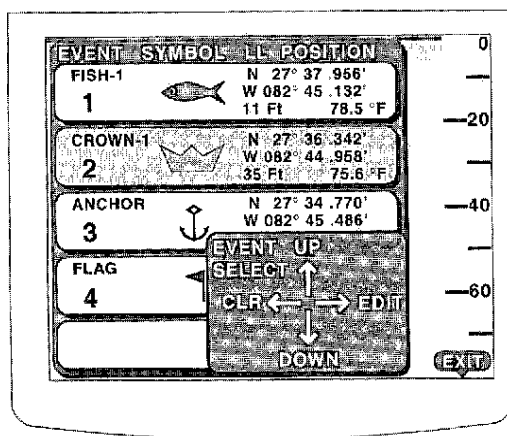 EVENT SYMBOL LL POSITION
FISH-1
1
N 27° 37 .956'
W 082° 45 .132'
11 Ft 78.5 °F
CROWN-1
2
N 27° 36 .342'
W 082° 44 .958'
35 Ft 75.6 °F
ANCHOR
3
N 27° 34 .770'
W 082° 45 .486'
FLAG
4
EVENT UP
SELECT
CLR EDIT
DOWN
0
20
40
60
EXIT